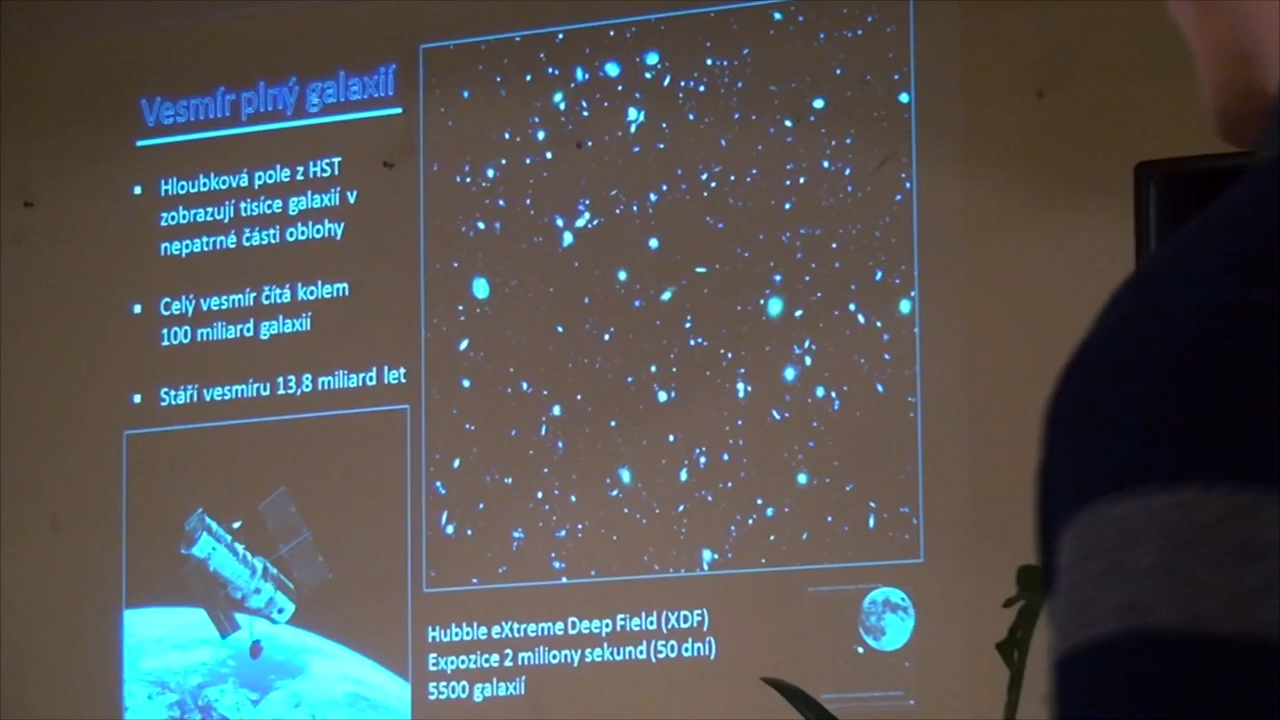 Vesmír plný galaxií
Hloubková pole z HST
zobrazují tisíce galaxií v
nepatrné části oblohy
Celý vesmír čítá kolem
100 miliard galaxií
Stáří vesmíru 13,8 miliard let
Hubble eXtreme Deep Field (XDF)
Expozice 2 miliony sekund (50 dní)
5500 galaxií